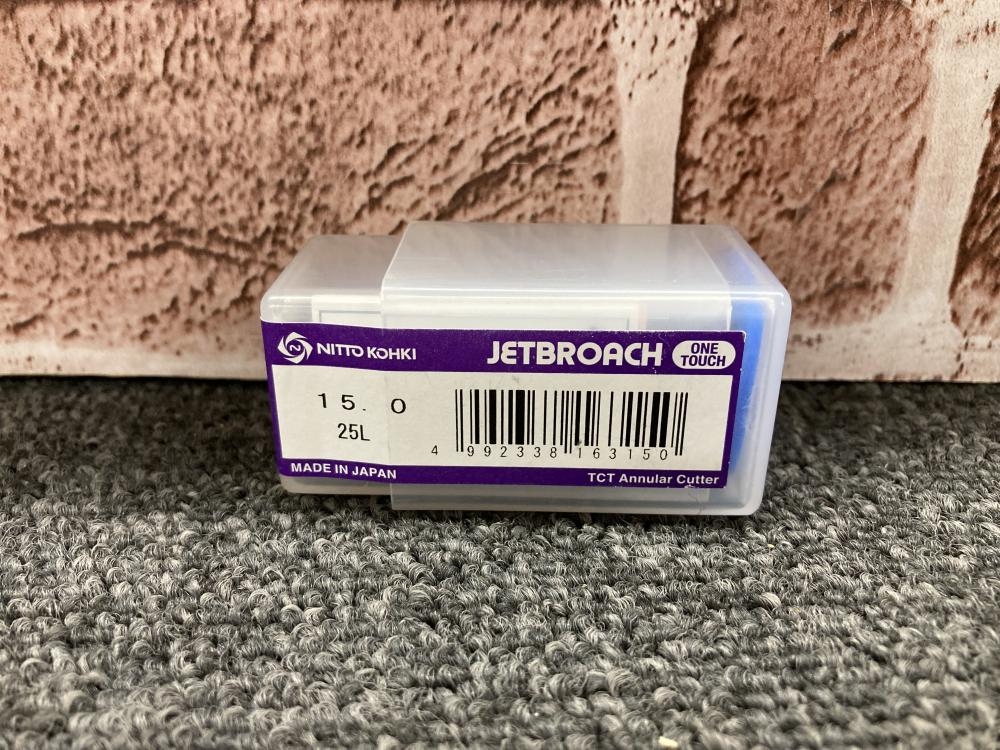 NITTO KOHKI
JETBROACH
ONE
TOUCH
15. 0
25L
4 992338 163150
MADE IN JAPAN
TCT Annular Cutter